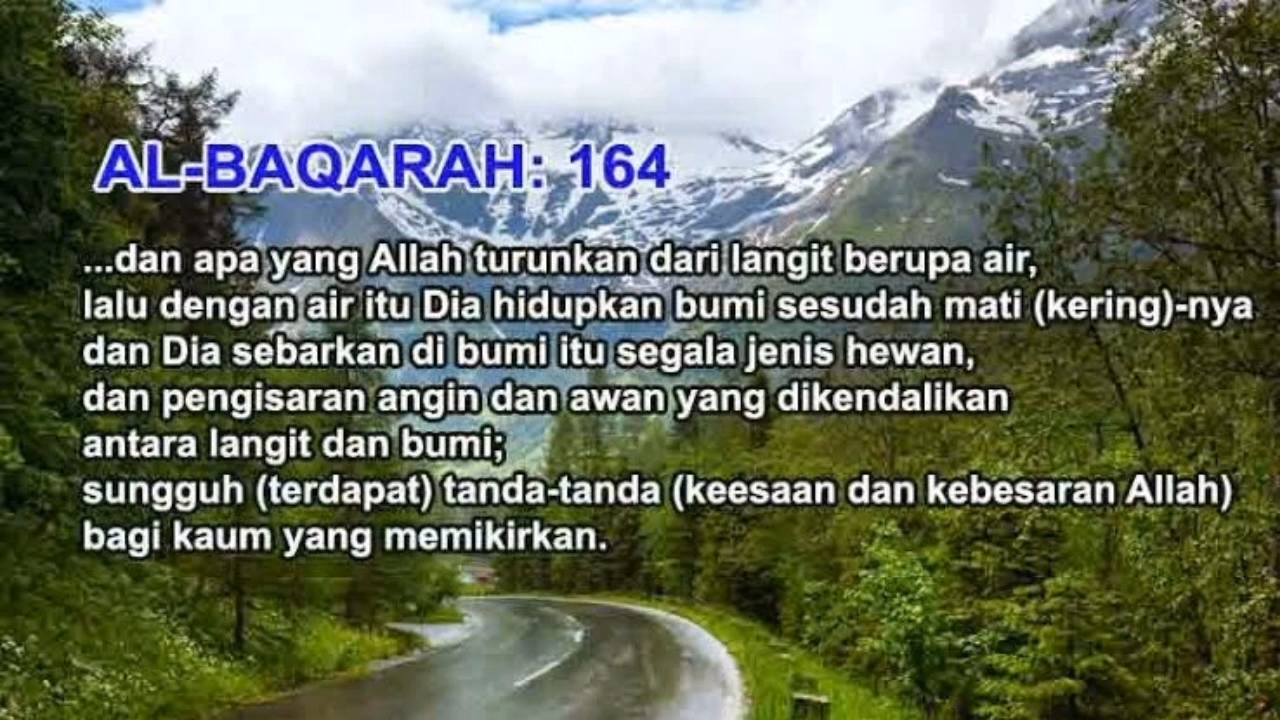 AL-BAQARAH: 164
...dan apa yang Allah turunkan dari langit berupa air,
lalu dengan air itu Dia hidupkan bumi sesudah mati (kering)-nya
dan Dia sebarkan di bumi itu segala jenis hewan,
dan pengisaran angin dan awan yang dikendalikan
antara langit dan bumi;
sungguh (terdapat) tanda-tanda (keesaan dan kebesaran Allah)
bagi kaum yang memikirkan.